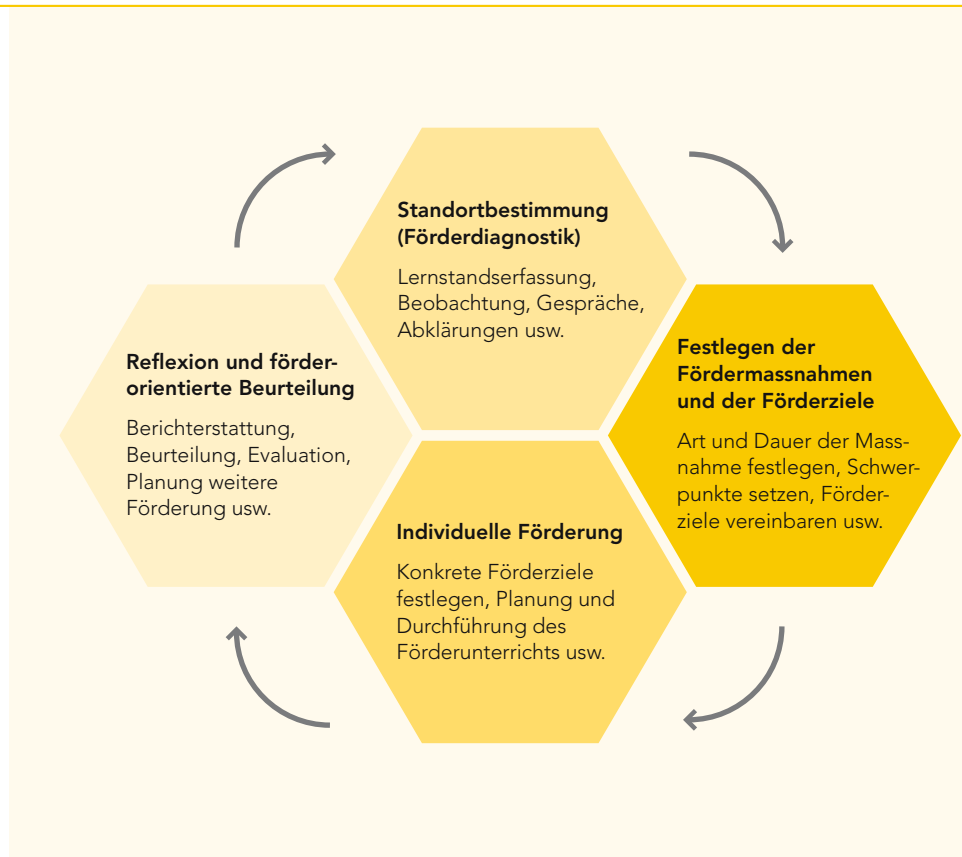 Standortbestimmung
(Förderdiagnostik)
Lernstandserfassung,
Beobachtung, Gespräche,
Abklärungen usw.
Festlegen der
Fördermassnahmen
und der Förderziele
Art und Dauer der Mass-
nahme festlegen, Schwer-
punkte setzen, Förder-
ziele vereinbaren usw.
Individuelle Förderung
Konkrete Förderziele
festlegen, Planung und
Durchführung des
Förderunterrichts usw.
Reflexion und förder-
orientierte Beurteilung
Berichterstattung,
Beurteilung, Evaluation,
Planung weitere
Förderung usw.